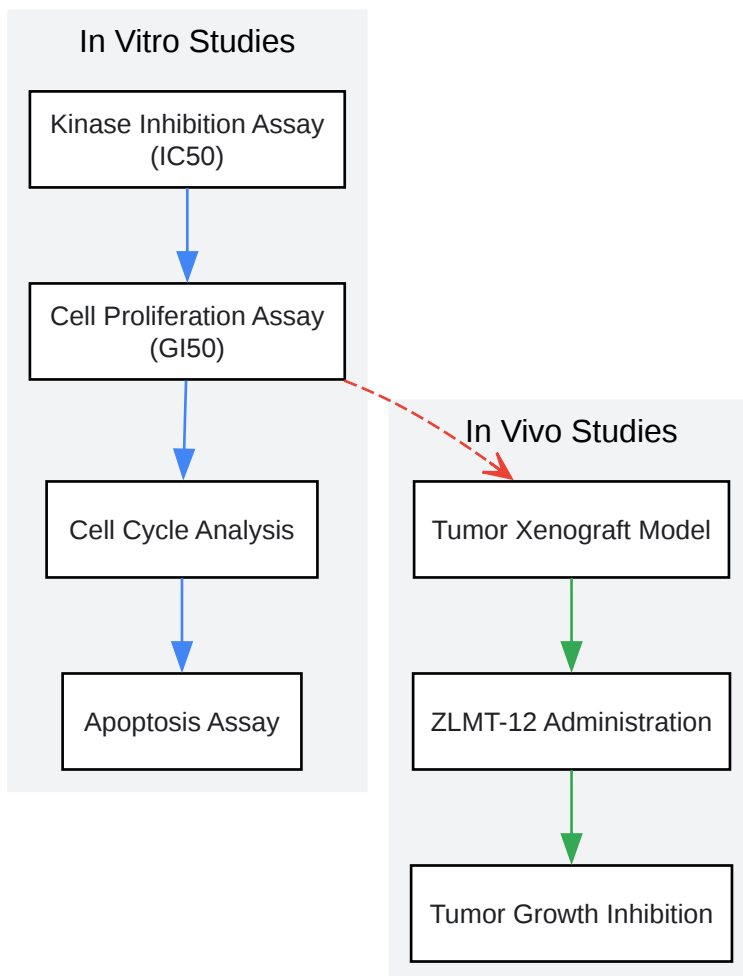 In Vitro Studies
Kinase Inhibition Assay
(IC50)
Cell Proliferation Assay
(GI50)
Cell Cycle Analysis
Apoptosis Assay
In Vivo Studies
Tumor Xenograft Model
ZLMT-12 Administration
Tumor Growth Inhibition